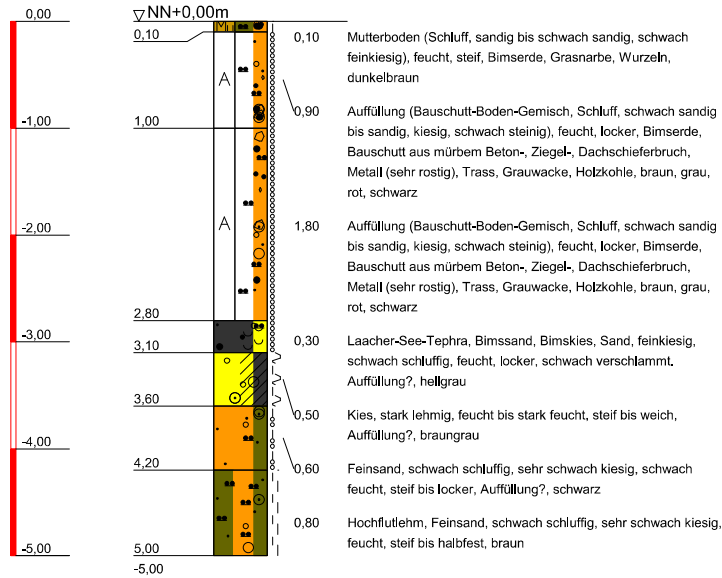 0,00
▽ NN+0,00m
M
0,10
A
-1,00
1,00
A
-2,00
2,80
-3,00
3,10
3,60
-4,00
4,20
-5,00
5,00
-5,00
0,10
Mutterboden (Schluff, sandig bis schwach sandig, schwach
feinkiesig), feucht, steif, Bimserde, Grasnarbe, Wurzeln,
dunkelbraun
0,90
Auffüllung (Bauschutt-Boden-Gemisch, Schluff, schwach sandig
bis sandig, kiesig, schwach steinig), feucht, locker, Bimserde,
Bauschutt aus mürbem Beton-, Ziegel-, Dachschieferbruch,
Metall (sehr rostig), Trass, Grauwacke, Holzkohle, braun, grau,
rot, schwarz
1,80
Auffüllung (Bauschutt-Boden-Gemisch, Schluff, schwach sandig
bis sandig, kiesig, schwach steinig), feucht, locker, Bimserde,
Bauschutt aus mürbem Beton-, Ziegel-, Dachschieferbruch,
Metall (sehr rostig), Trass, Grauwacke, Holzkohle, braun, grau,
rot, schwarz
0,30
Laacher-See-Tephra, Bimssand, Bimskies, Sand, feinkiesig,
schwach schluffig, feucht, locker, schwach verschlammt.
Auffüllung?, hellgrau
0,50
Kies, stark lehmig, feucht bis stark feucht, steif bis weich,
Auffüllung?, braungrau
0,60
Feinsand, schwach schluffig, sehr schwach kiesig, schwach
feucht, steif bis locker, Auffüllung?, schwarz
0,80
Hochflutlehm, Feinsand, schwach schluffig, sehr schwach kiesig,
feucht, steif bis halbfest, braun